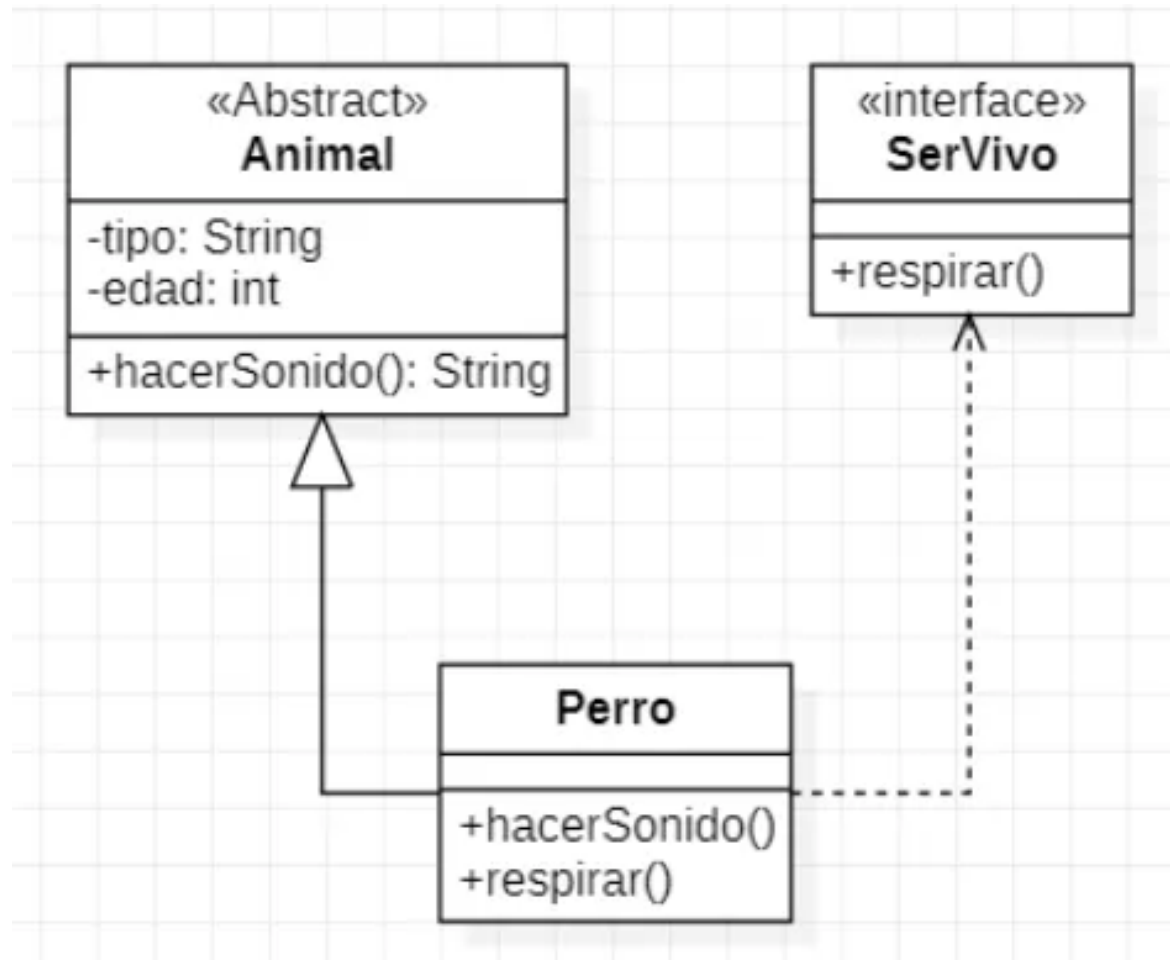 «Abstract»
Animal
-tipo: String
-edad: int
+hacerSonido(): String
«interface»
SerVivo
+respirar()
Perro
+hacerSonido()
+respirar()